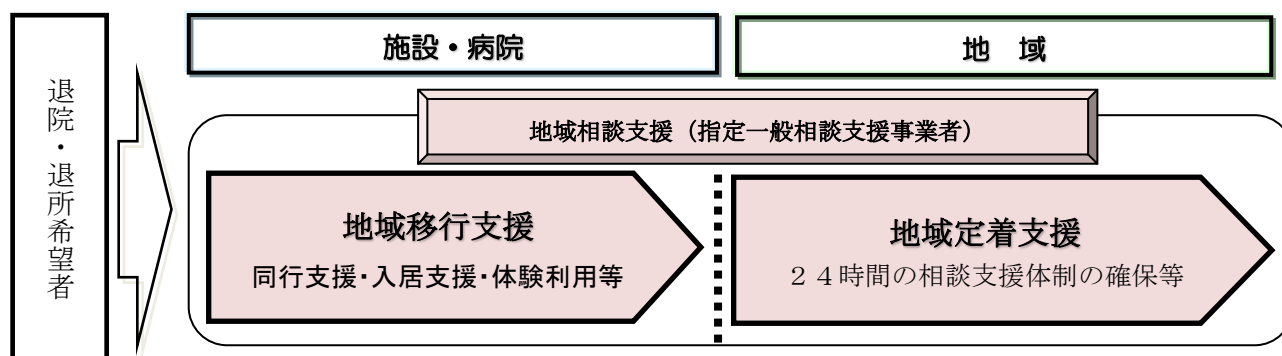 退院・退所希望者
施設・病院
地　域
地域相談支援（指定一般相談支援事業者）
地域移行支援
同行支援・入居支援・体験利用等
地域定着支援
２４時間の相談支援体制の確保等